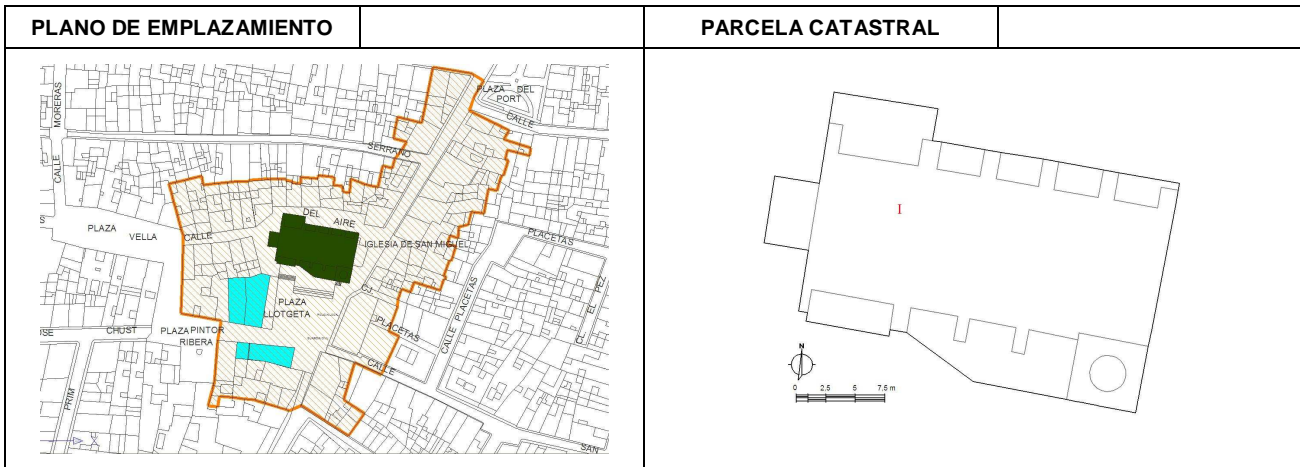 PLANO DE EMPLAZAMIENTO
PARCELA CATASTRAL
CALLE MORERAS
PLAZA DEL
PORT
CALLE
SERRANO
DEL
AIRE
PLAZA
VELLA
CALLE
IGLESIA DE SAN MIGUEL
PLACETAS
CALLE PLACETAS
CL EL PEZ
CJ
PLACETAS
PLAZA
LLOTGETA
CHUST
PLAZA PINTOR
RIBERA
CALLE
PRIM
SAN
X
I
N
0 2.5 5 7,5 m